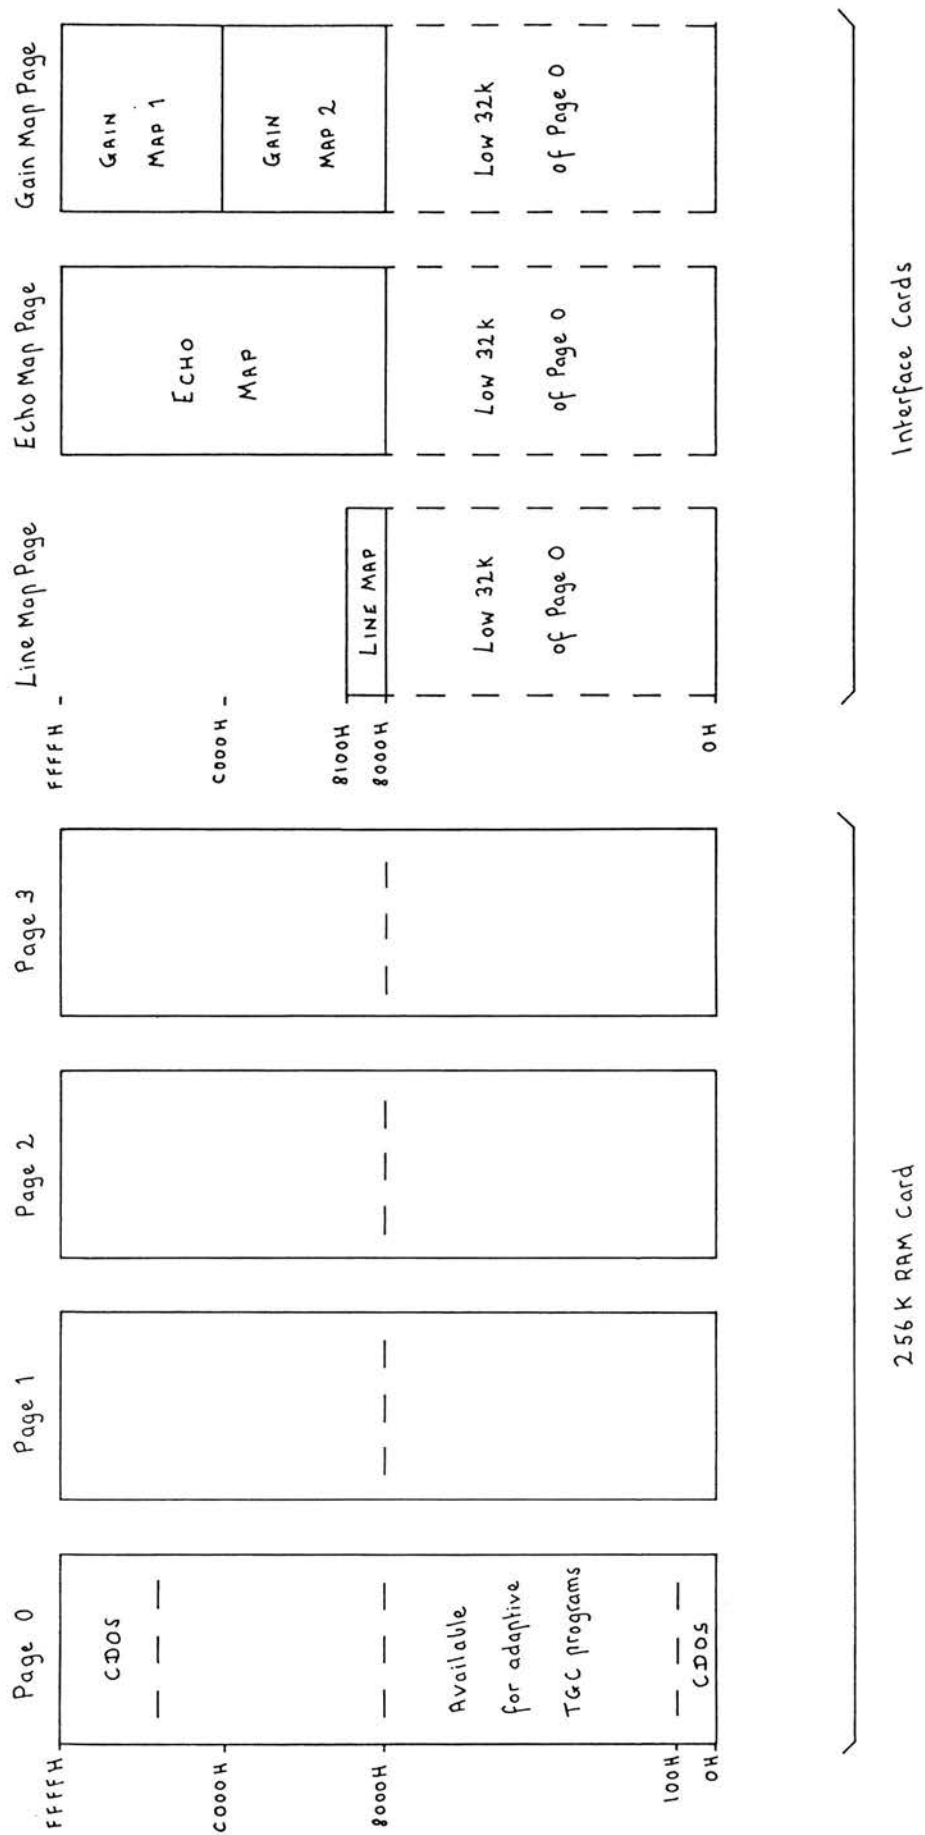 Page 0
Page 1
Page 2
Page 3
Line Map Page
Echo Map Page
Gain Map Page
FFFFH
C000H
8000H
100H
0H
CDOS
Available
for adaptive
TGC programs
CDOS
FFFFH
C000H
8100H
8000H
0H
LINE MAP
Low 32K
of Page 0
ECHO
MAP
Low 32K
of Page 0
GAIN
MAP 1
GAIN
MAP 2
Low 32K
of Page 0
256K RAM Card
Interface Cards